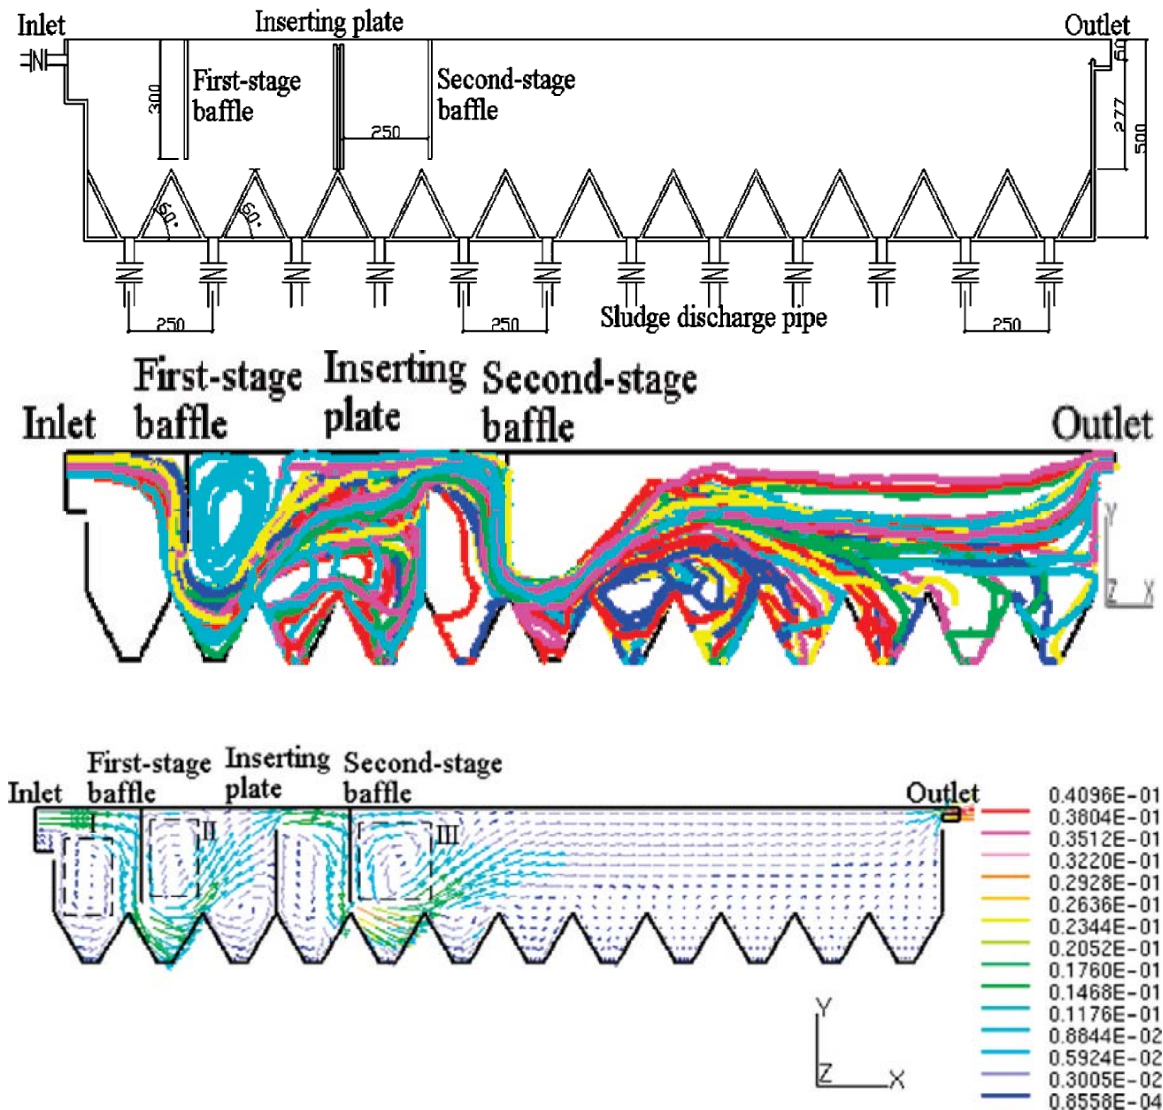 Inlet
Inserting plate
Outlet
First-stage
baffle
Second-stage
baffle
300
250
50
277
500
60°
60°
250
250
250
Sludge discharge pipe
First-stage
baffle
Inserting
plate
Second-stage
baffle
Inlet
Outlet
Y
Z X
First-stage
baffle
Inserting
plate
Second-stage
baffle
Inlet
Outlet
I
II
III
0.4096E-01
0.3804E-01
0.3512E-01
0.3220E-01
0.2928E-01
0.2636E-01
0.2344E-01
0.2052E-01
0.1760E-01
0.1468E-01
0.1176E-01
0.8844E-02
0.5924E-02
0.3005E-02
0.8558E-04
Y
Z X